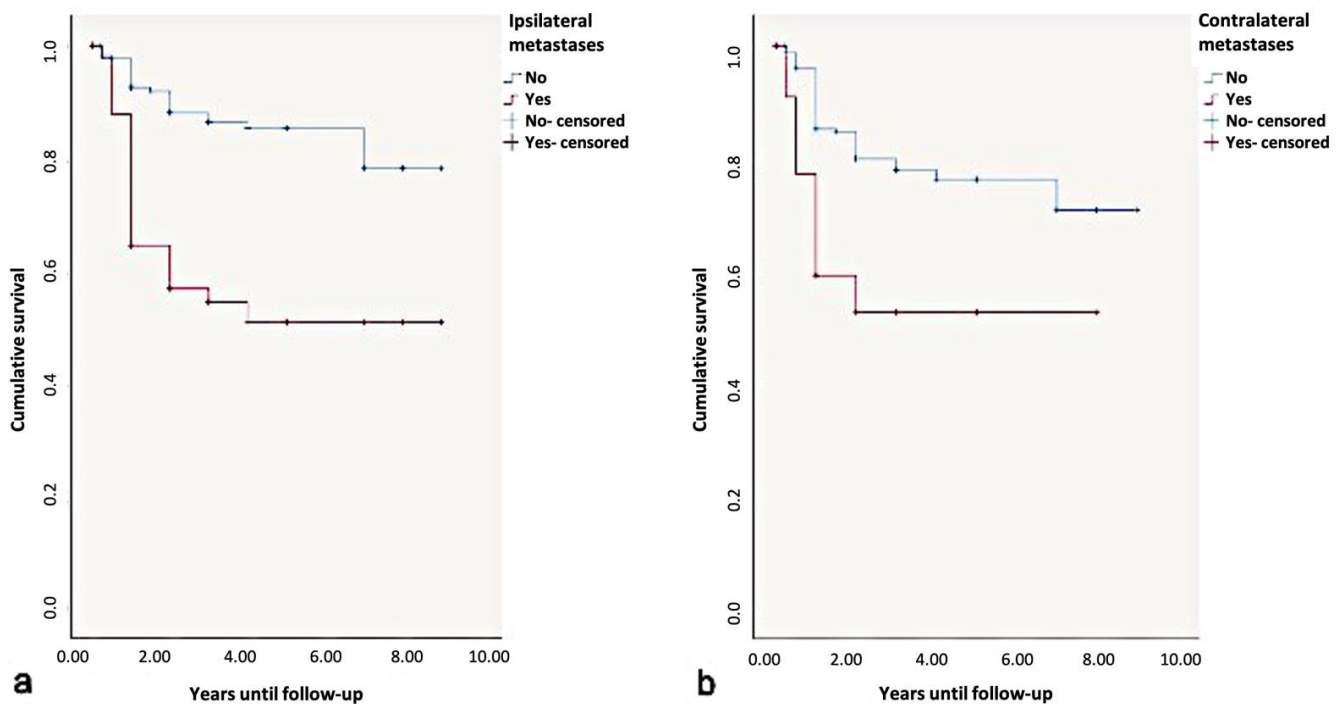 Ipsilateral
metastases
No
Yes
No- censored
Yes- censored
Cumulative survival
1.0
0.8
0.6
0.4
0.2
0.0
0.00 2.00 4.00 6.00 8.00 10.00
Years until follow-up
a
Contralateral
metastases
No
Yes
No- censored
Yes- censored
Cumulative survival
1.0
0.8
0.6
0.4
0.2
0.0
0.00 2.00 4.00 6.00 8.00 10.00
Years until follow-up
b